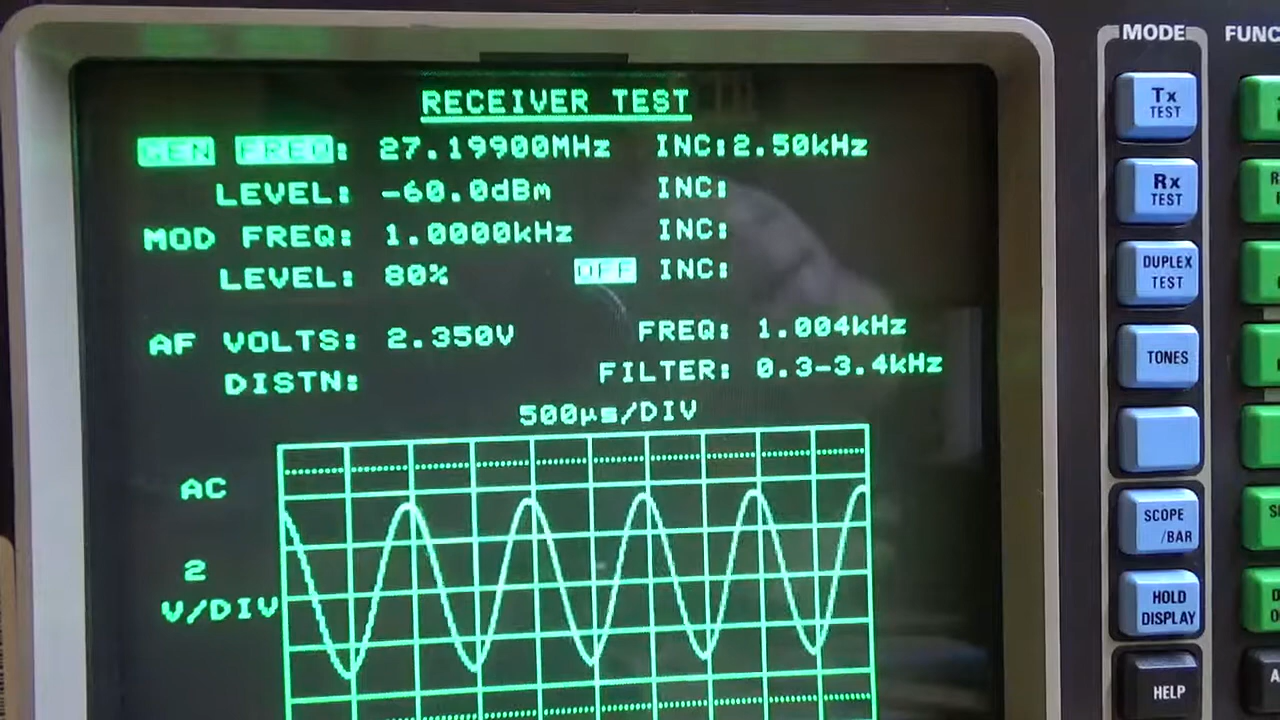 RECEIVER TEST
GEN FREQ: 27.19900MHz INC:2.50kHz
LEVEL: -60.0dBm INC:
MOD FREQ: 1.0000kHz INC:
LEVEL: 80% OFF INC:
AF VOLTS: 2.350V FREQ: 1.004kHz
DISTN: FILTER: 0.3-3.4kHz
500µs/DIV
AC
2
V/DIV
MODE
Tx
TEST
Rx
TEST
DUPLEX
TEST
TONES
SCOPE
/BAR
HOLD
DISPLAY
HELP